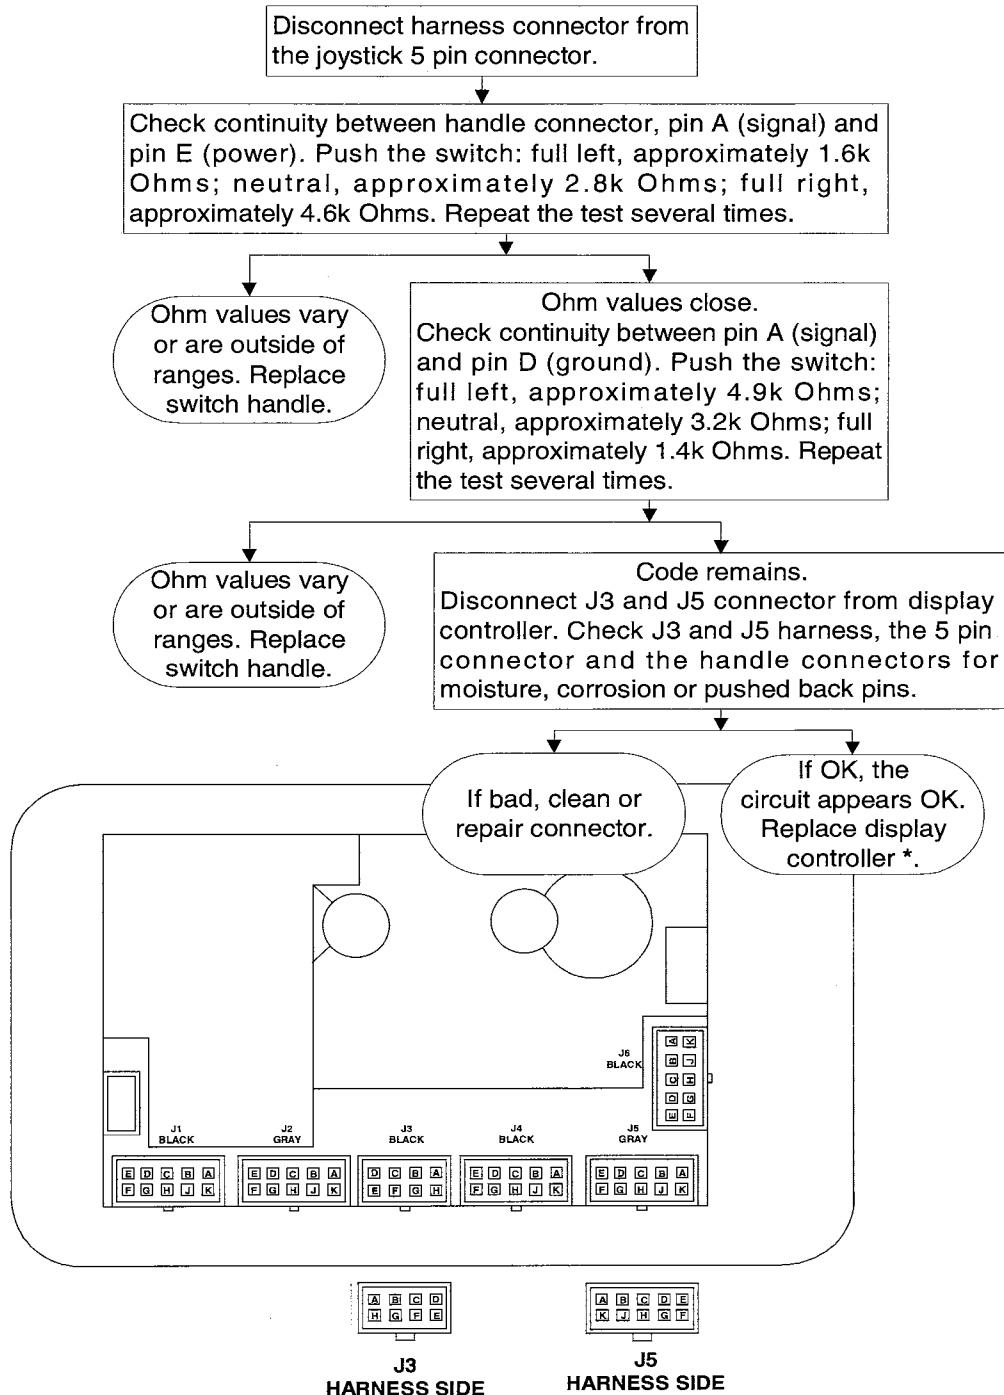 Disconnect harness connector from
the joystick 5 pin connector.
Check continuity between handle connector, pin A (signal) and
pin E (power). Push the switch: full left, approximately 1.6k
Ohms; neutral, approximately 2.8k Ohms; full right,
approximately 4.6k Ohms. Repeat the test several times.
Ohm values vary
or are outside of
ranges. Replace
switch handle.
Ohm values close.
Check continuity between pin A (signal)
and pin D (ground). Push the switch:
full left, approximately 4.9k Ohms;
neutral, approximately 3.2k Ohms; full
right, approximately 1.4k Ohms. Repeat
the test several times.
Ohm values vary
or are outside of
ranges. Replace
switch handle.
Code remains.
Disconnect J3 and J5 connector from display
controller. Check J3 and J5 harness, the 5 pin
connector and the handle connectors for
moisture, corrosion or pushed back pins.
If bad, clean or
repair connector.
If OK, the
circuit appears OK.
Replace display
controller *.
J6
BLACK
A K
B J
C H
D G
E F
J1
BLACK
E D C B A
F G H J K
J2
GRAY
E D C B A
F G H J K
J3
BLACK
D C B A
E F G H
J4
BLACK
E D C B A
F G H J K
J5
GRAY
E D C B A
F G H J K
A B C D
H G F E
J3
HARNESS SIDE
A B C D E
K J H G F
J5
HARNESS SIDE